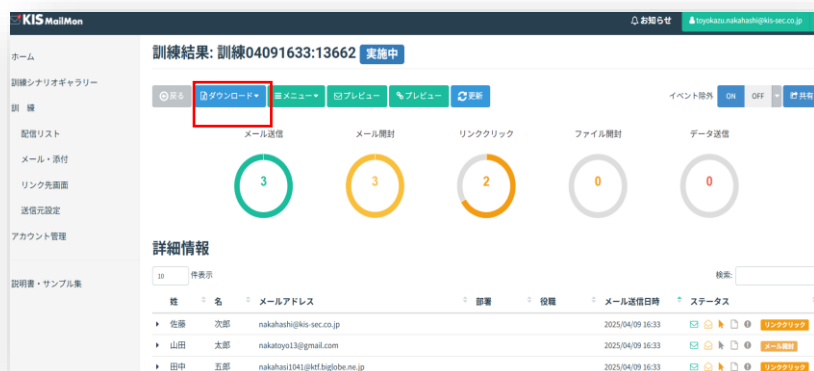 KIS MailMon
お知らせ
toyokazu.nakahashi@kis-sec.co.jp
ホーム
訓練シナリオギャラリー
訓 練
配信リスト
メール・添付
リンク先画面
送信元設定
アカウント管理
説明書・サンプル集
訓練結果: 訓練04091633:13662 実施中
戻る ダウンロード メニュー プレビュー プレビュー 更新 イベント除外 ON OFF 共有
メール送信 メール開封 リンククリック ファイル開封 データ送信
3 3 2 0 0
詳細情報
10 件表示 検索:
姓 名 メールアドレス 部署 役職 メール送信日時 ステータス
佐藤 次郎 nakahashi@kis-sec.co.jp 2025/04/09 16:33 リンククリック
山田 太郎 nakatoyo13@gmail.com 2025/04/09 16:33 メール開封
田中 五郎 nakahasi1041@ktf.biglobe.ne.jp 2025/04/09 16:33 リンククリック